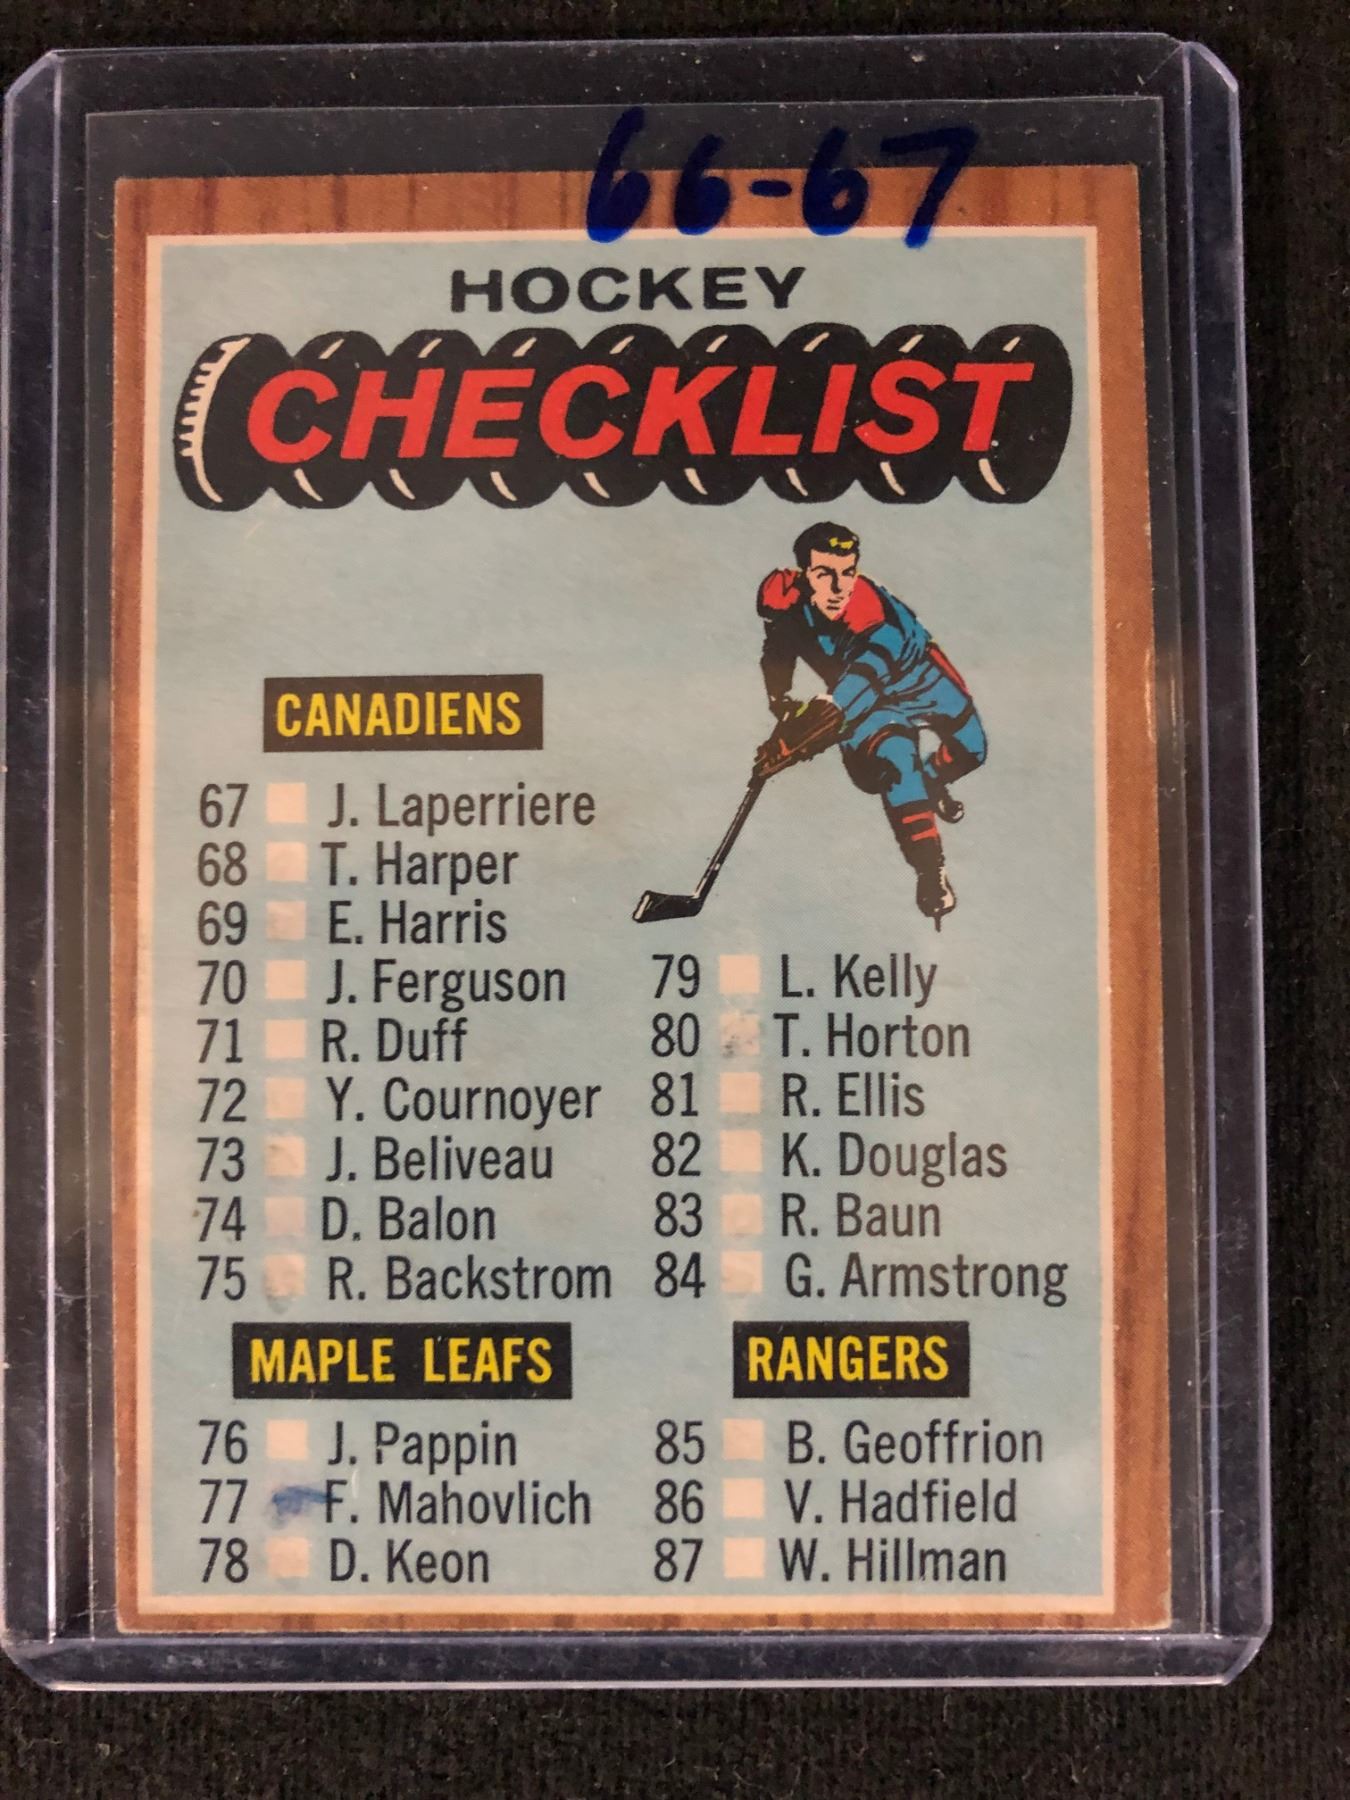 66-67
HOCKEY
CHECKLIST
CANADIENS
67 J. Laperriere
68 T. Harper
69 E. Harris
70 J. Ferguson
71 R. Duff
72 Y. Cournoyer
73 J. Beliveau
74 D. Balon
75 R. Backstrom
MAPLE LEAFS
76 J. Pappin
77 F. Mahovlich
78 D. Keon
79 L. Kelly
80 T. Horton
81 R. Ellis
82 K. Douglas
83 R. Baun
84 G. Armstrong
RANGERS
85 B. Geoffrion
86 V. Hadfield
87 W. Hillman